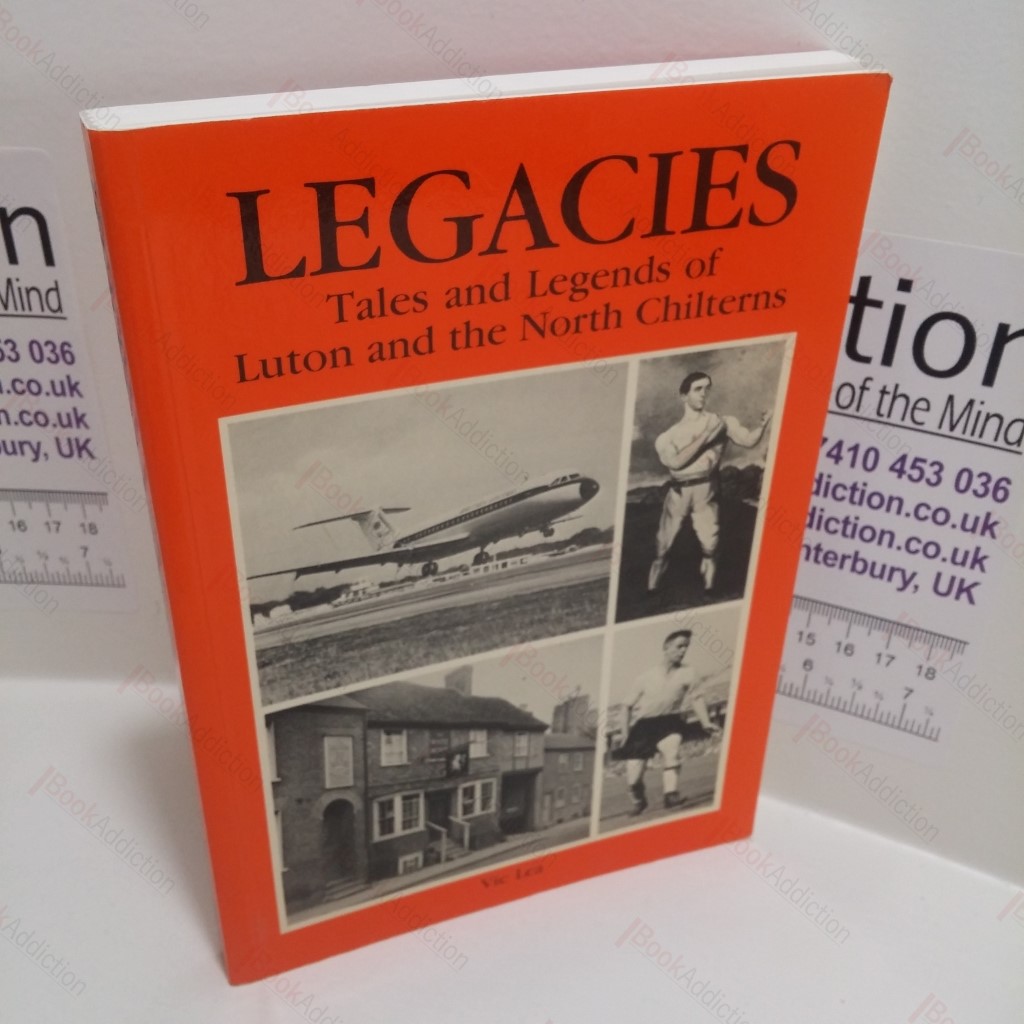 LEGACIES
Tales and Legends of
Luton and the North Chilterns
Vic Lea
n
Mind
53 036
n.co.uk
n.co.uk
bury, UK
16 17 18
7
tion
of the Mind
7410 453 036
diction.co.uk
diction.co.uk
nterbury, UK
15 16 17 18
6 7
BookAddiction